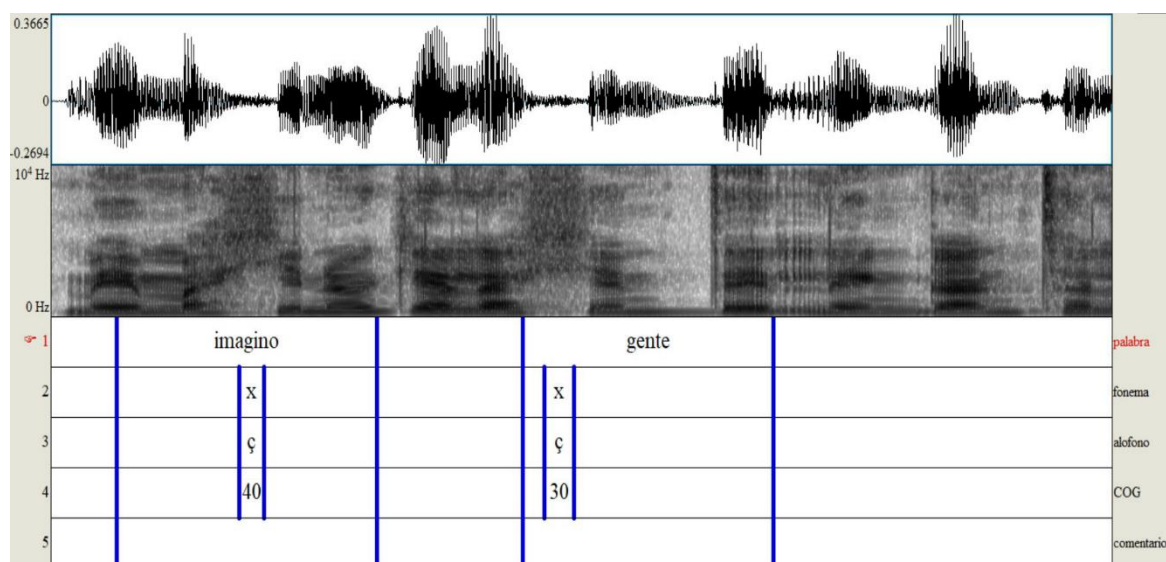 0.3665
0
-0.2694
10⁴ Hz
0 Hz
☞ 1 imagino gente palabra
2 x x fonema
3 ç ç alofono
4 40 30 COG
5 comentario